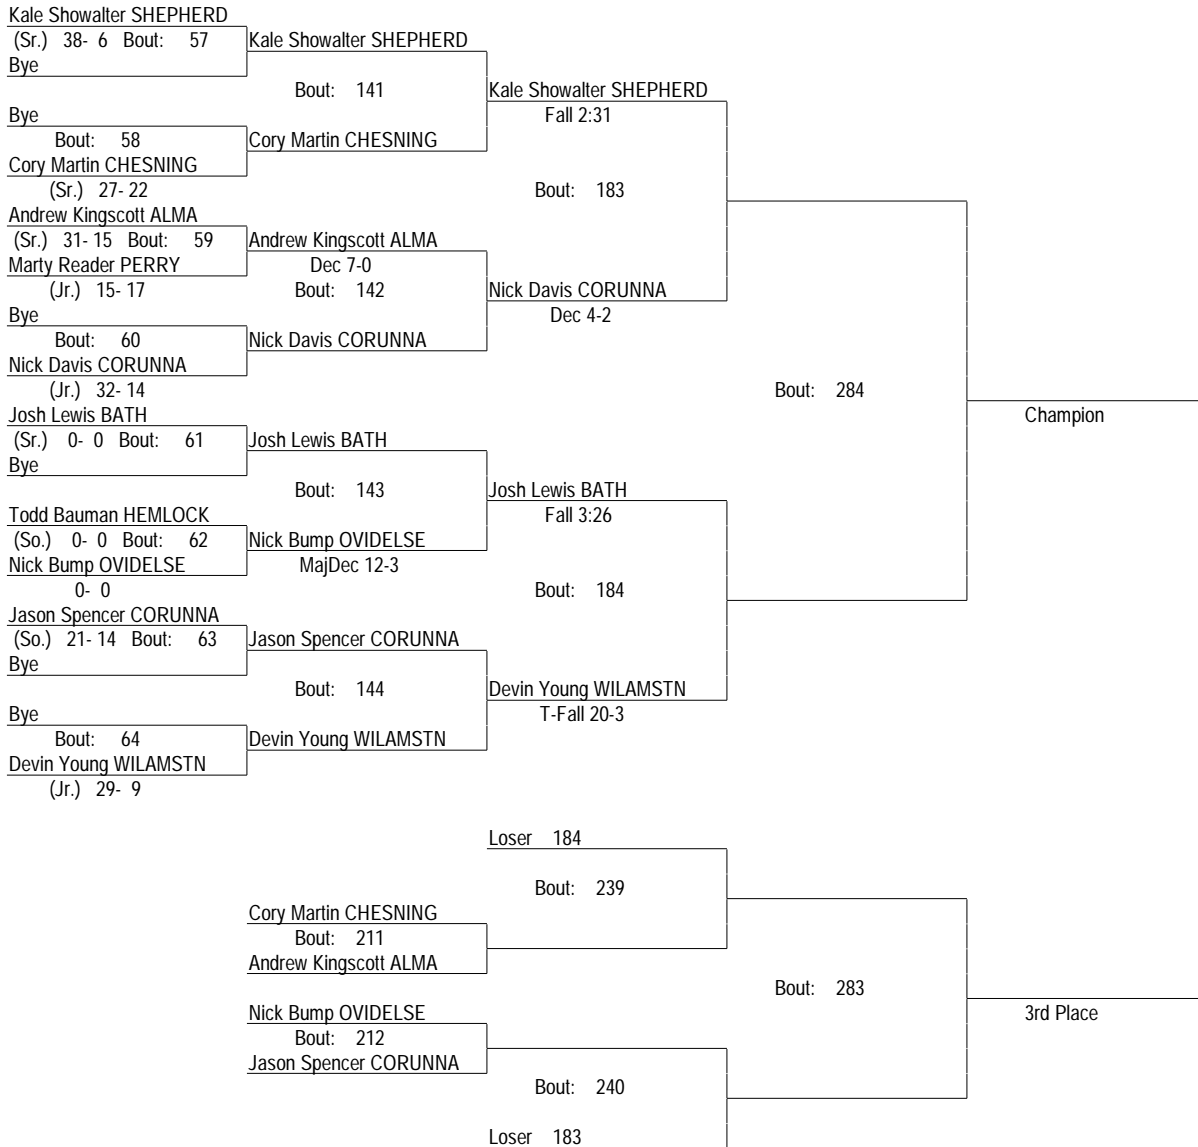 Kale Showalter SHEPHERD
(Sr.) 38- 6 Bout: 57 Kale Showalter SHEPHERD
Bye
Bout: 141 Kale Showalter SHEPHERD
Bye Fall 2:31
Bout: 58 Cory Martin CHESNING
Cory Martin CHESNING
(Sr.) 27- 22 Bout: 183
Andrew Kingscott ALMA
(Sr.) 31- 15 Bout: 59 Andrew Kingscott ALMA
Marty Reader PERRY Dec 7-0
(Jr.) 15- 17 Bout: 142 Nick Davis CORUNNA
Bye Dec 4-2
Bout: 60 Nick Davis CORUNNA
Nick Davis CORUNNA
(Jr.) 32- 14 Bout: 284
Josh Lewis BATH Champion
(Sr.) 0- 0 Bout: 61 Josh Lewis BATH
Bye
Bout: 143 Josh Lewis BATH
Todd Bauman HEMLOCK Fall 3:26
(So.) 0- 0 Bout: 62 Nick Bump OVIDELSE
Nick Bump OVIDELSE MajDec 12-3
0- 0 Bout: 184
Jason Spencer CORUNNA
(So.) 21- 14 Bout: 63 Jason Spencer CORUNNA
Bye
Bout: 144 Devin Young WILAMSTN
Bye T-Fall 20-3
Bout: 64 Devin Young WILAMSTN
Devin Young WILAMSTN
(Jr.) 29- 9
Loser 184
Bout: 239
Cory Martin CHESNING
Bout: 211
Andrew Kingscott ALMA
Bout: 283
Nick Bump OVIDELSE 3rd Place
Bout: 212
Jason Spencer CORUNNA
Bout: 240
Loser 183